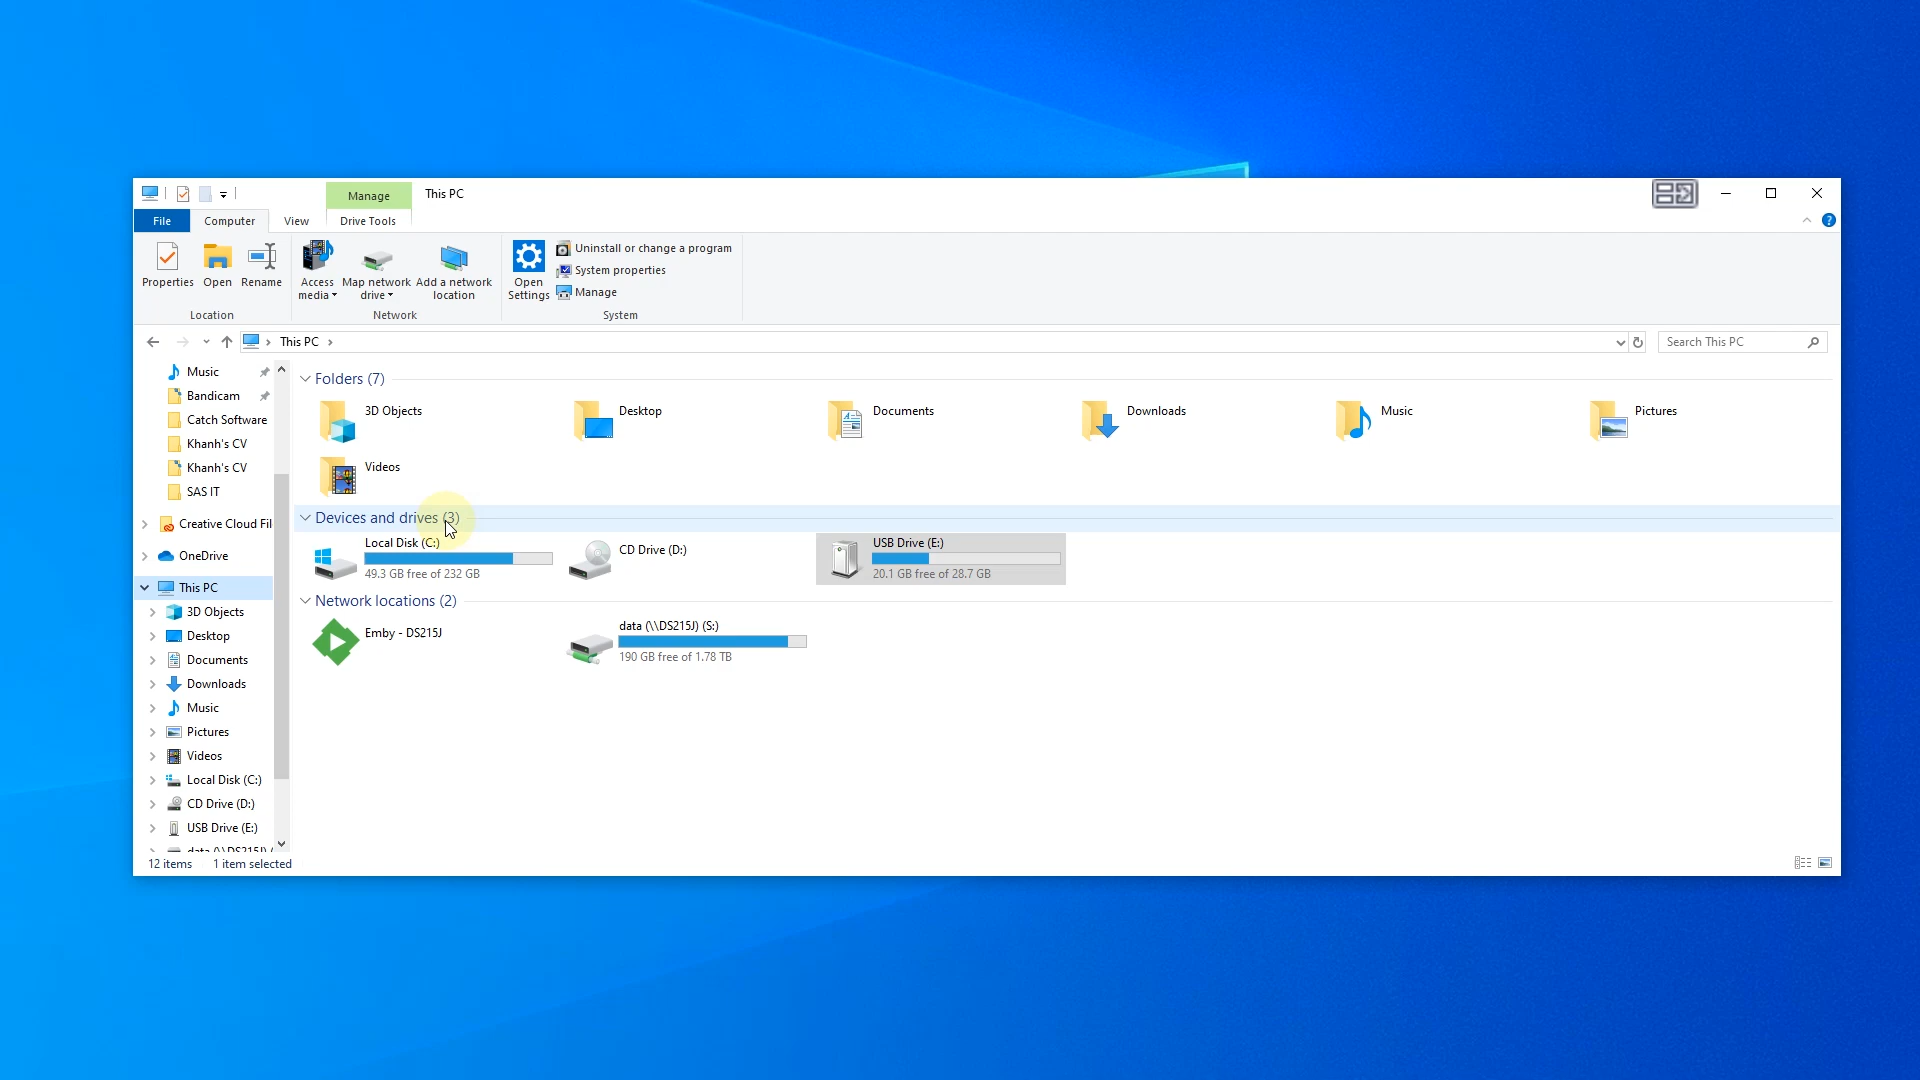 Manage
This PC
File
Computer
View
Drive Tools
Properties
Open
Rename
Access media
Map network drive
Add a network location
Open Settings
Uninstall or change a program
System properties
Manage
Location
Network
System
This PC
Search This PC
Music
Bandicam
Catch Software
Khanh's CV
Khanh's CV
SAS IT
Creative Cloud Fil
OneDrive
This PC
3D Objects
Desktop
Documents
Downloads
Music
Pictures
Videos
Local Disk (C:)
CD Drive (D:)
USB Drive (E:)
Folders (7)
3D Objects
Desktop
Documents
Downloads
Music
Pictures
Videos
Devices and drives (3)
Local Disk (C:)
49.3 GB free of 232 GB
CD Drive (D:)
USB Drive (E:)
20.1 GB free of 28.7 GB
Network locations (2)
Emby - DS215J
data (\\DS215J) (S:)
190 GB free of 1.78 TB
12 items
1 item selected